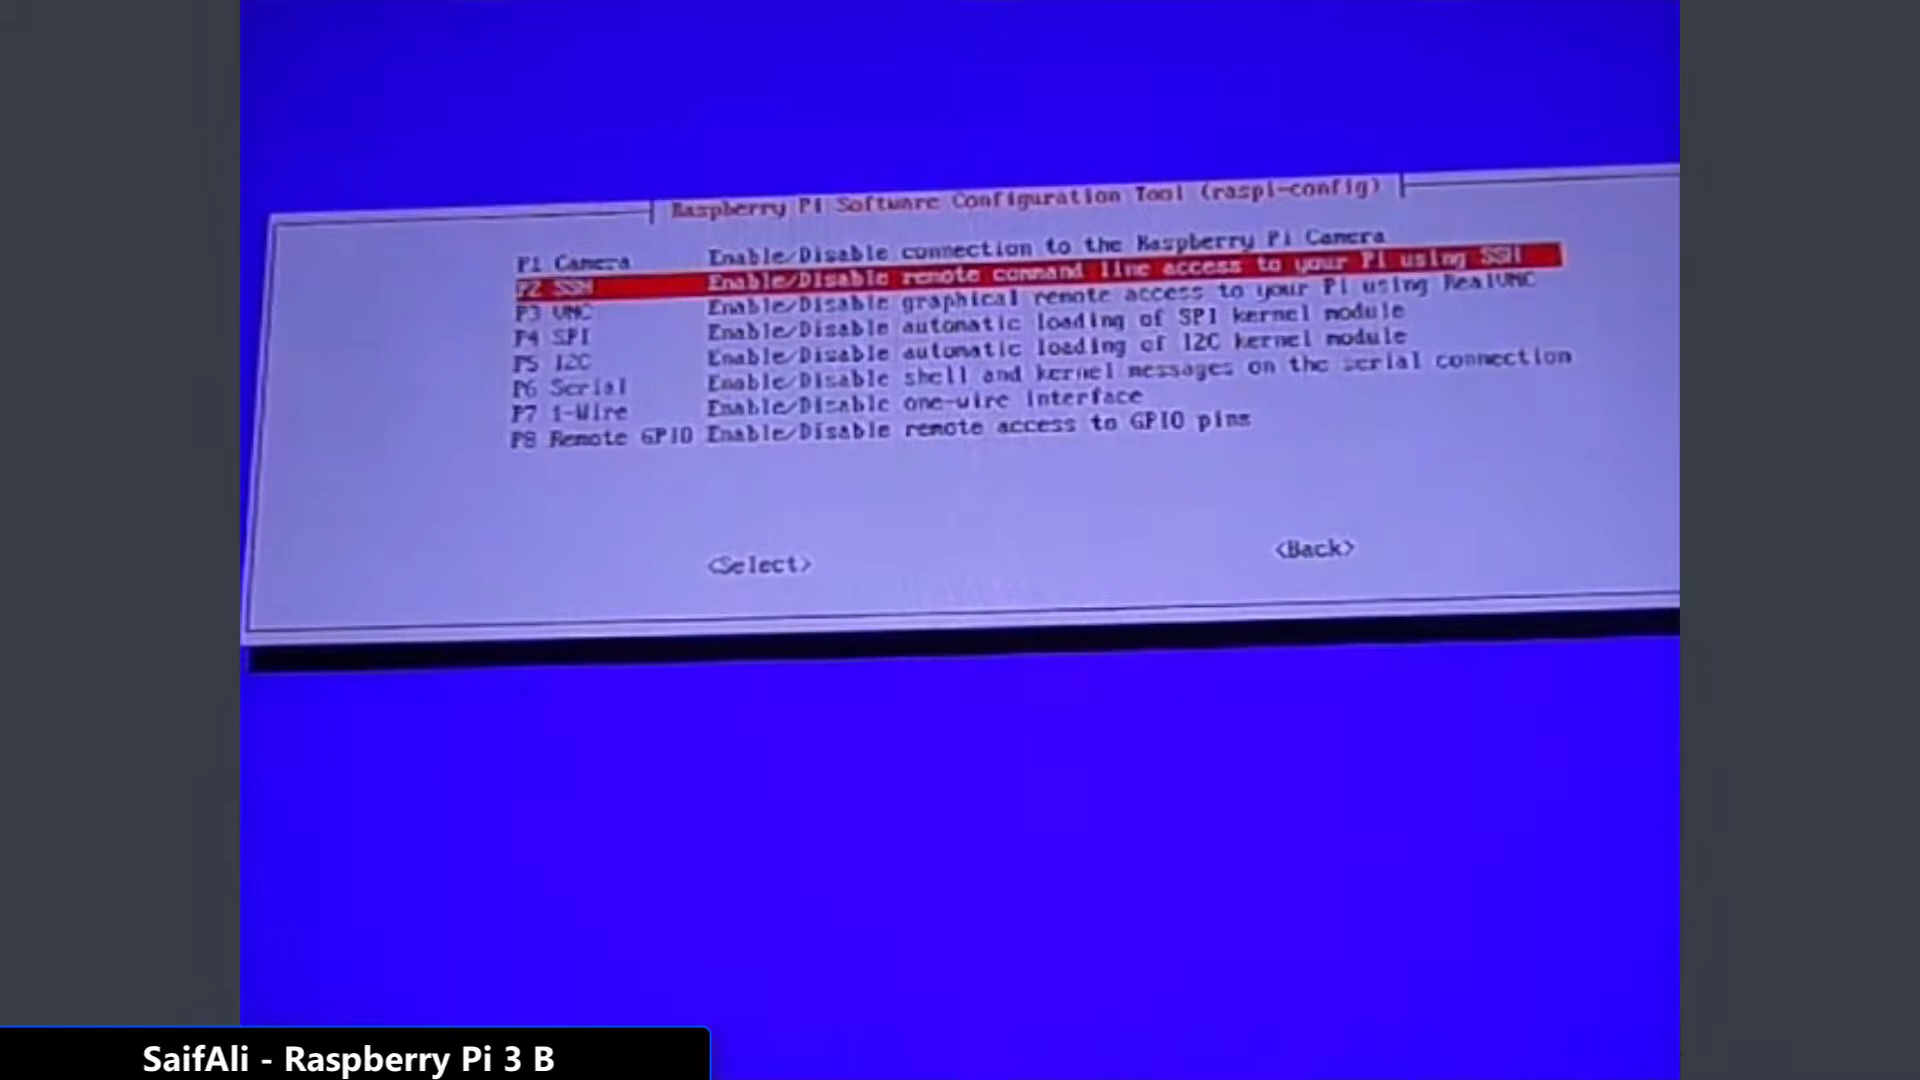 Raspberry Pi Software Configuration Tool (raspi-config)
P1 Camera Enable/Disable connection to the Raspberry Pi Camera
P2 SSH Enable/Disable remote command line access to your Pi using SSH
P3 VNC Enable/Disable graphical remote access to your Pi using RealVNC
P4 SPI Enable/Disable automatic loading of SPI kernel module
P5 I2C Enable/Disable automatic loading of I2C kernel module
P6 Serial Enable/Disable shell and kernel messages on the serial connection
P7 1-Wire Enable/Disable one-wire interface
P8 Remote GPIO Enable/Disable remote access to GPIO pins
<Select> <Back>
SaifAli - Raspberry Pi 3 B